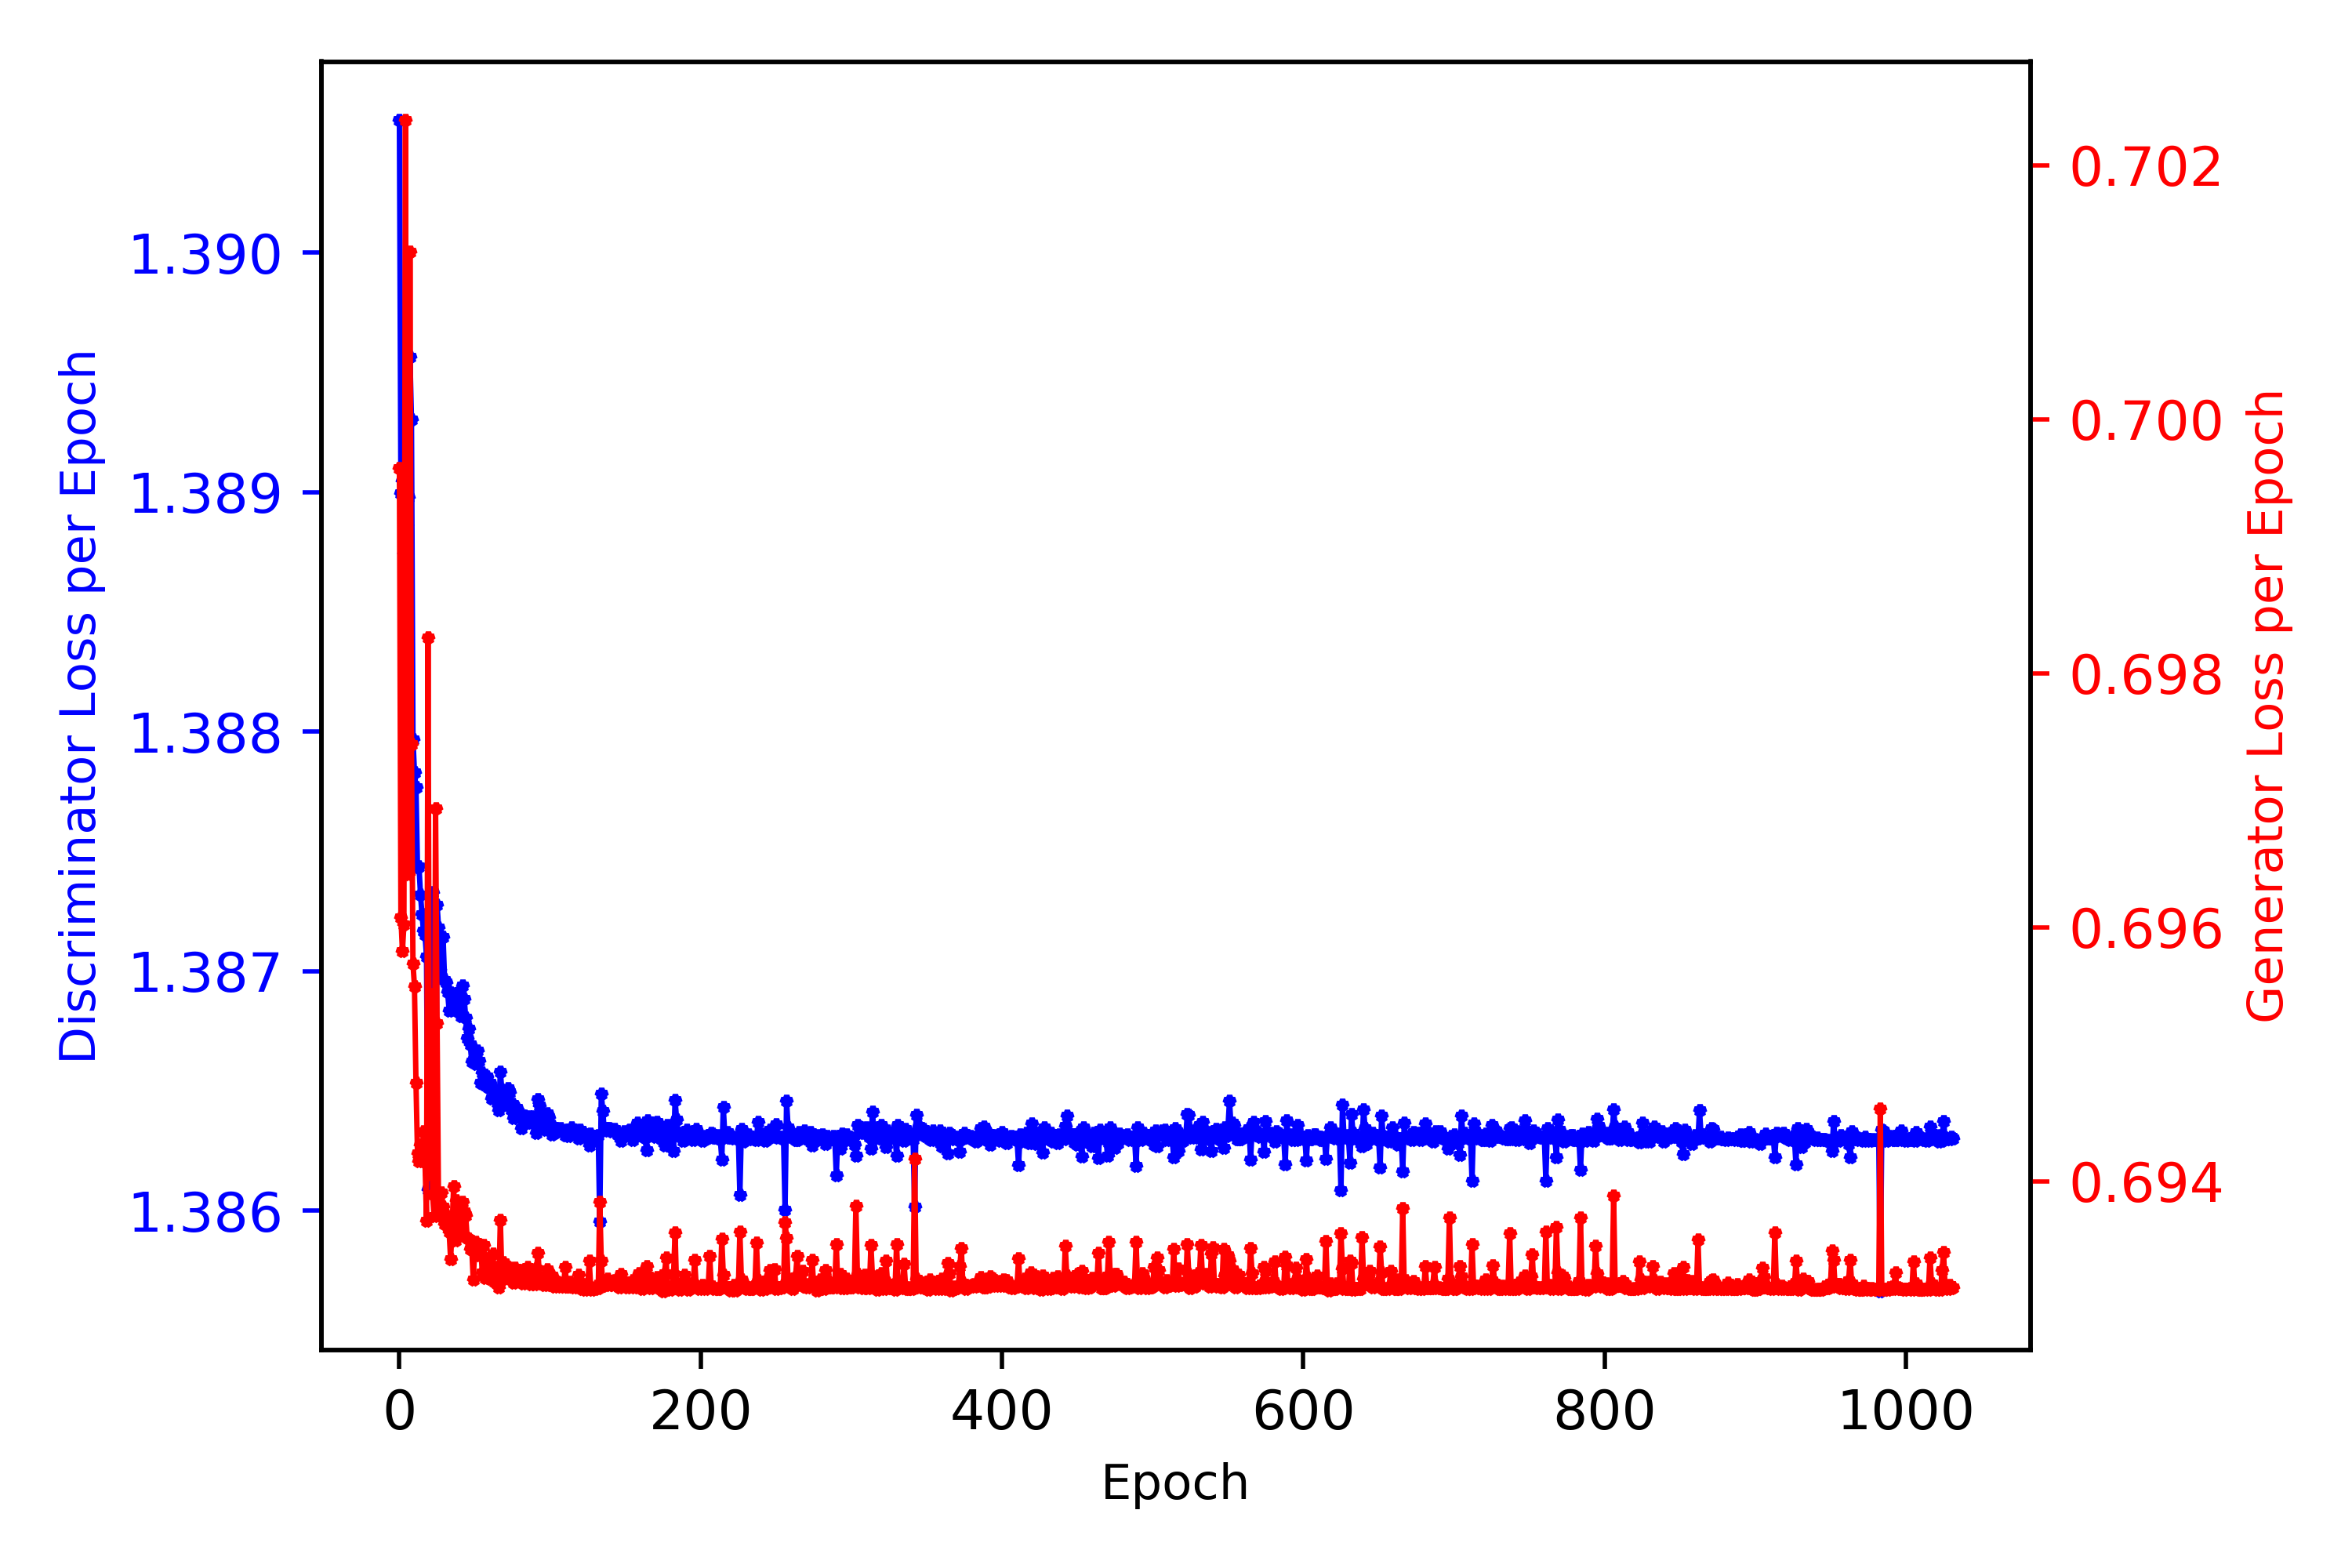 Discriminator Loss per Epoch
1.390
1.389
1.388
1.387
1.386
0.702
0.700
0.698
0.696
0.694
Generator Loss per Epoch
0 200 400 600 800 1000
Epoch